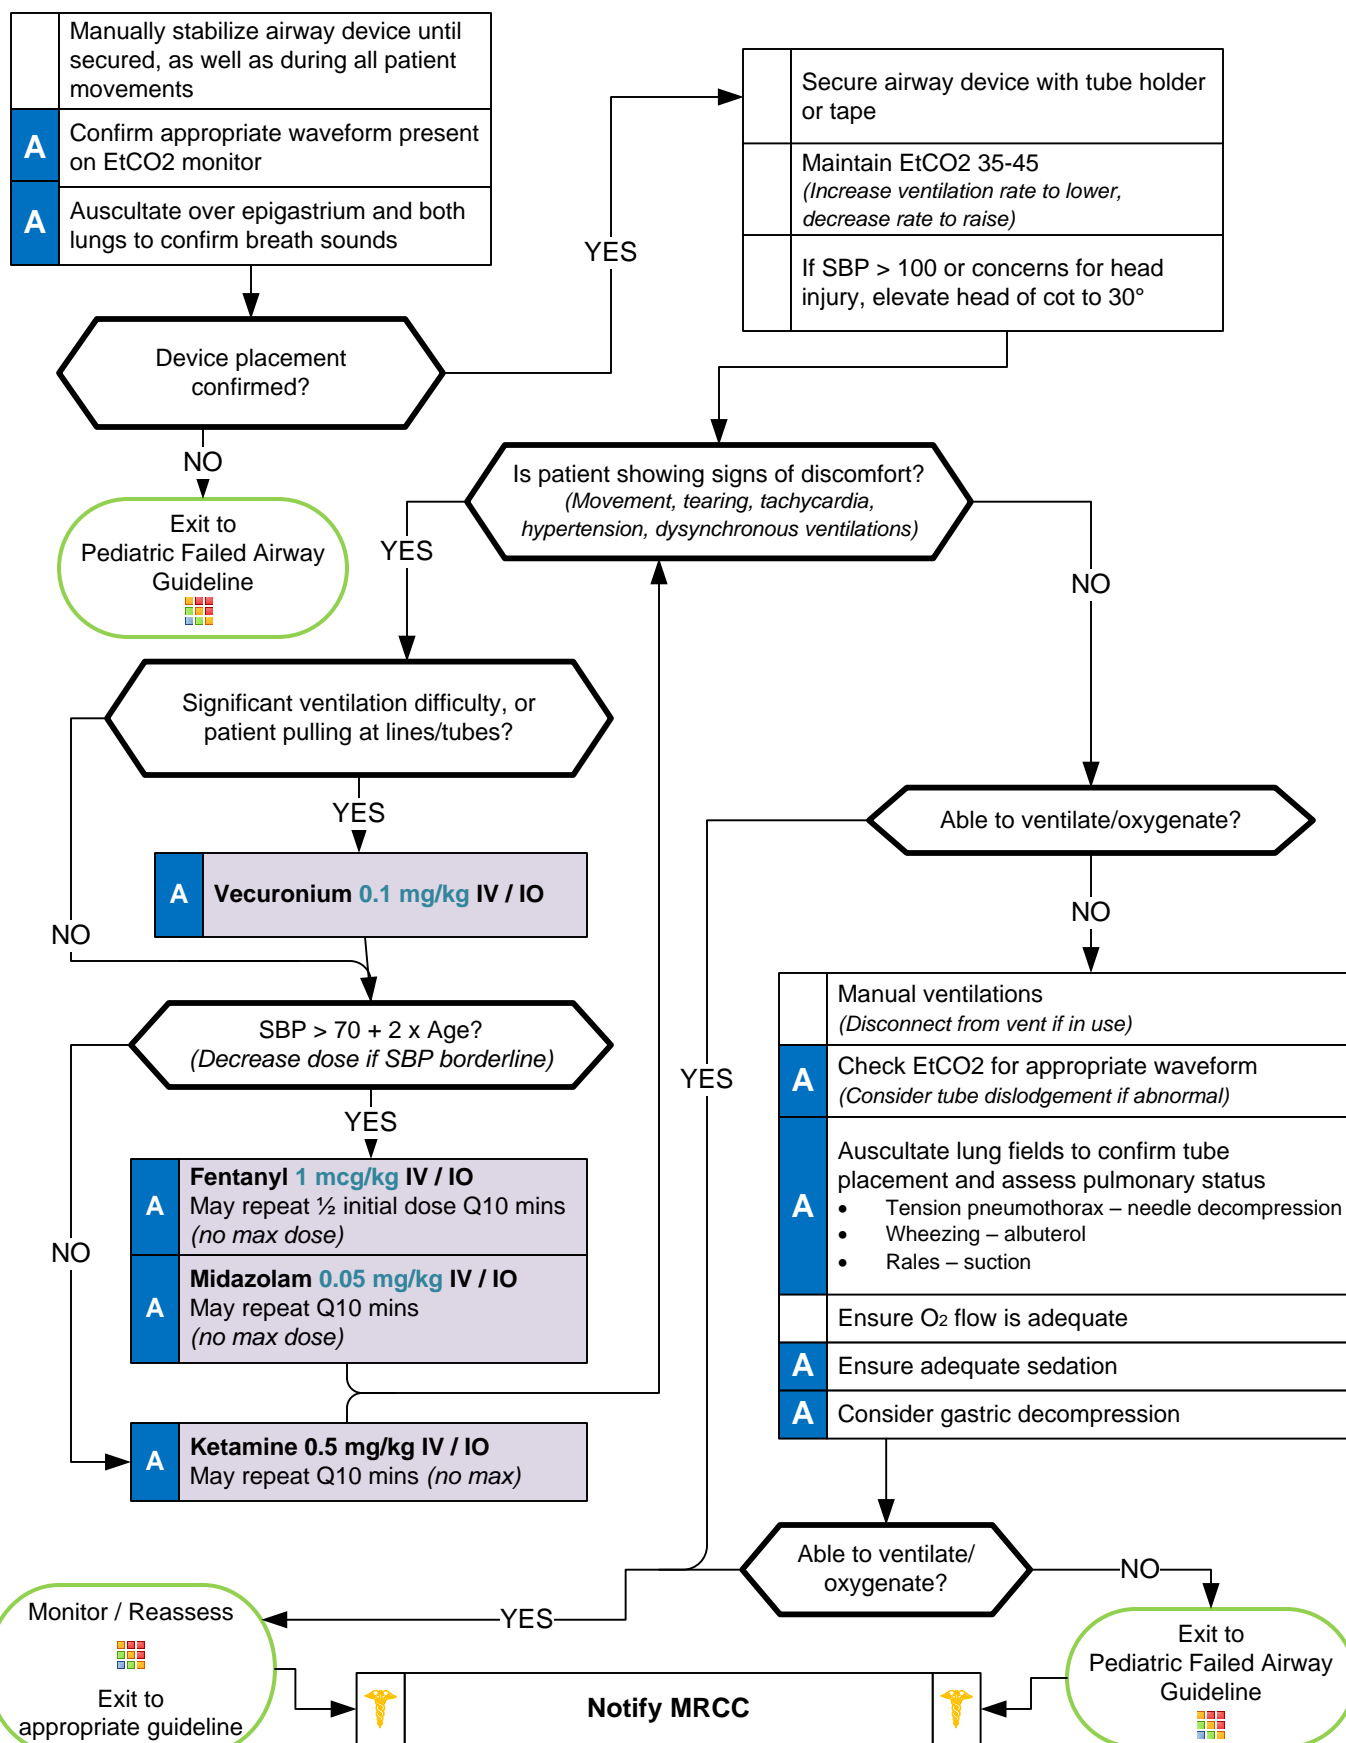 Manually stabilize airway device until
secured, as well as during all patient
movements
A
Confirm appropriate waveform present
on EtCO2 monitor
A
Auscultate over epigastrium and both
lungs to confirm breath sounds
Device placement
confirmed?
YES
NO
Exit to
Pediatric Failed Airway
Guideline
Secure airway device with tube holder
or tape
Maintain EtCO2 35-45
(Increase ventilation rate to lower,
decrease rate to raise)
If SBP > 100 or concerns for head
injury, elevate head of cot to 30°
Is patient showing signs of discomfort?
(Movement, tearing, tachycardia,
hypertension, dysynchronous ventilations)
YES
NO
Significant ventilation difficulty, or
patient pulling at lines/tubes?
YES
NO
A
Vecuronium 0.1 mg/kg IV / IO
SBP > 70 + 2 x Age?
(Decrease dose if SBP borderline)
YES
NO
A
Fentanyl 1 mcg/kg IV / IO
May repeat ½ initial dose Q10 mins
(no max dose)
A
Midazolam 0.05 mg/kg IV / IO
May repeat Q10 mins
(no max dose)
A
Ketamine 0.5 mg/kg IV / IO
May repeat Q10 mins (no max)
Able to ventilate/oxygenate?
YES
NO
Manual ventilations
(Disconnect from vent if in use)
A
Check EtCO2 for appropriate waveform
(Consider tube dislodgement if abnormal)
A
Auscultate lung fields to confirm tube
placement and assess pulmonary status
• Tension pneumothorax – needle decompression
• Wheezing – albuterol
• Rales – suction
Ensure O2 flow is adequate
A
Ensure adequate sedation
A
Consider gastric decompression
Able to ventilate/
oxygenate?
YES
NO
Monitor / Reassess
Exit to
appropriate guideline
Notify MRCC
Exit to
Pediatric Failed Airway
Guideline